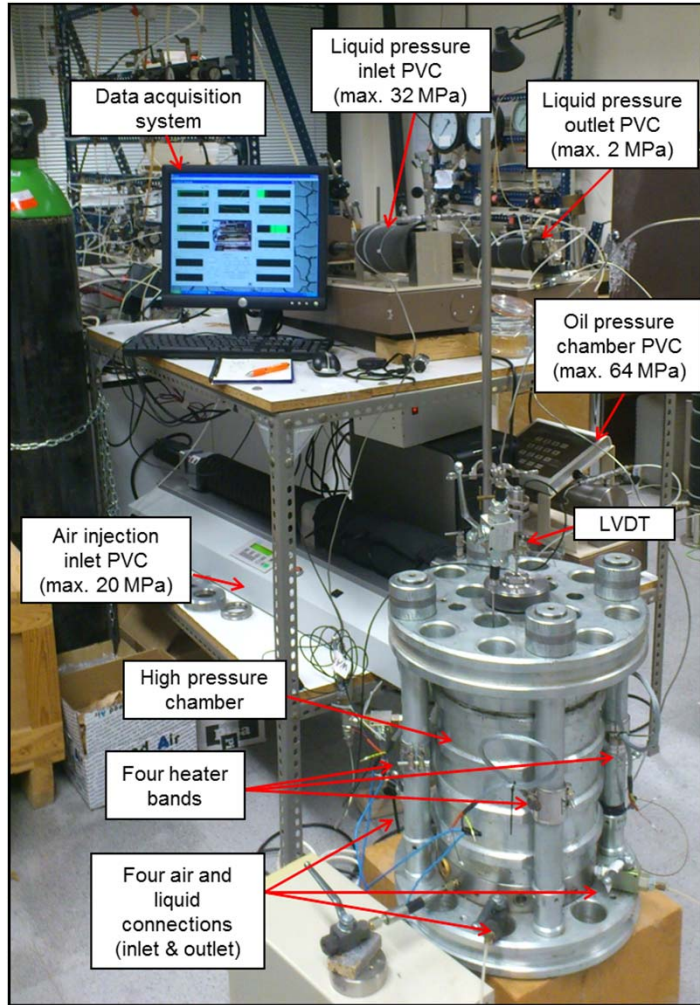 Liquid pressure
inlet PVC
(max. 32 MPa)
Data acquisition
system
Liquid pressure
outlet PVC
(max. 2 MPa)
Oil pressure
chamber PVC
(max. 64 MPa)
LVDT
Air injection
inlet PVC
(max. 20 MPa)
High pressure
chamber
Four heater
bands
Four air and
liquid
connections
(inlet & outlet)